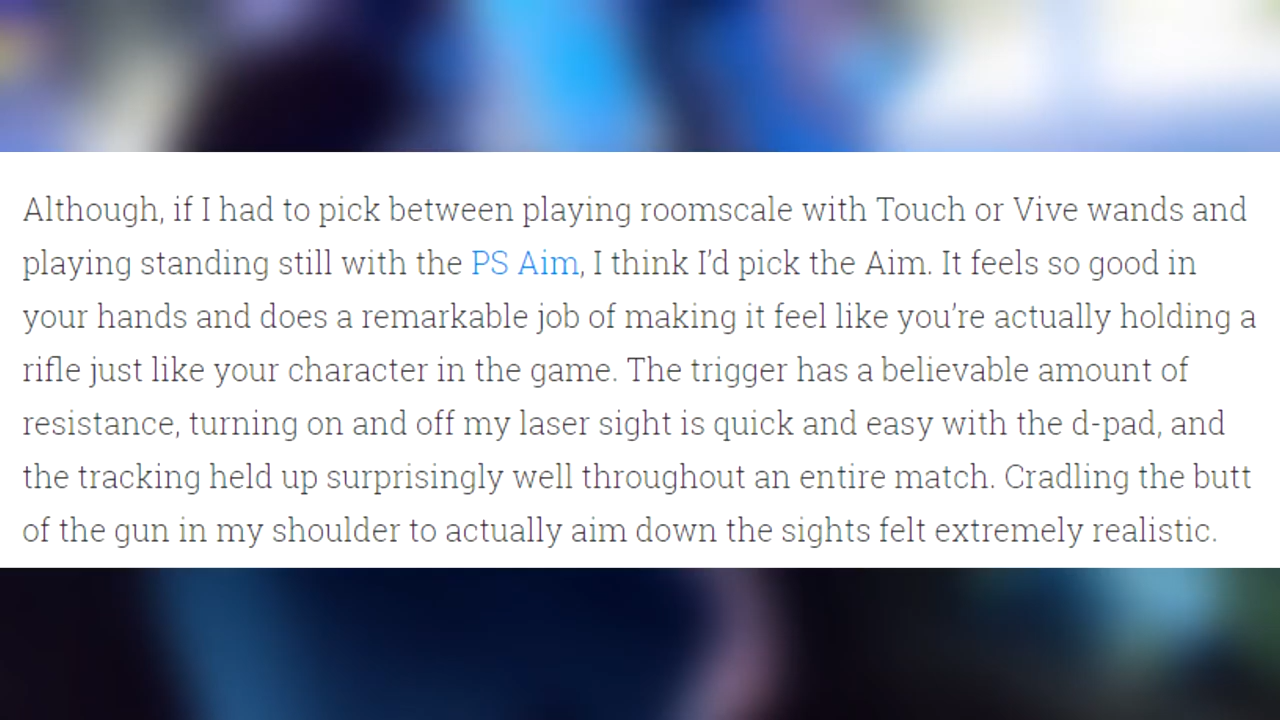 Although, if I had to pick between playing roomscale with Touch or Vive wands and
playing standing still with the PS Aim, I think I’d pick the Aim. It feels so good in
your hands and does a remarkable job of making it feel like you’re actually holding a
rifle just like your character in the game. The trigger has a believable amount of
resistance, turning on and off my laser sight is quick and easy with the d-pad, and
the tracking held up surprisingly well throughout an entire match. Cradling the butt
of the gun in my shoulder to actually aim down the sights felt extremely realistic.